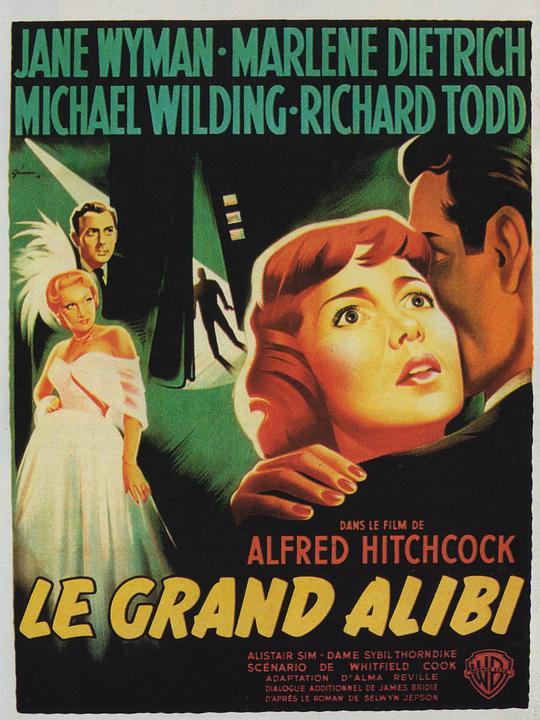 JANE WYMAN · MARLENE DIETRICH
MICHAEL WILDING · RICHARD TODD
DANS LE FILM DE
ALFRED HITCHCOCK
LE GRAND ALIBI
ALISTAIR SIM · DAME SYBIL THORNDIKE
SCÉNARIO DE WHITFIELD COOK
ADAPTATION D'ALMA REVILLE
DIALOGUE ADDITIONNEL DE JAMES BRIDIE
D'APRÈS LE ROMAN DE SELWYN JEPSON
WB